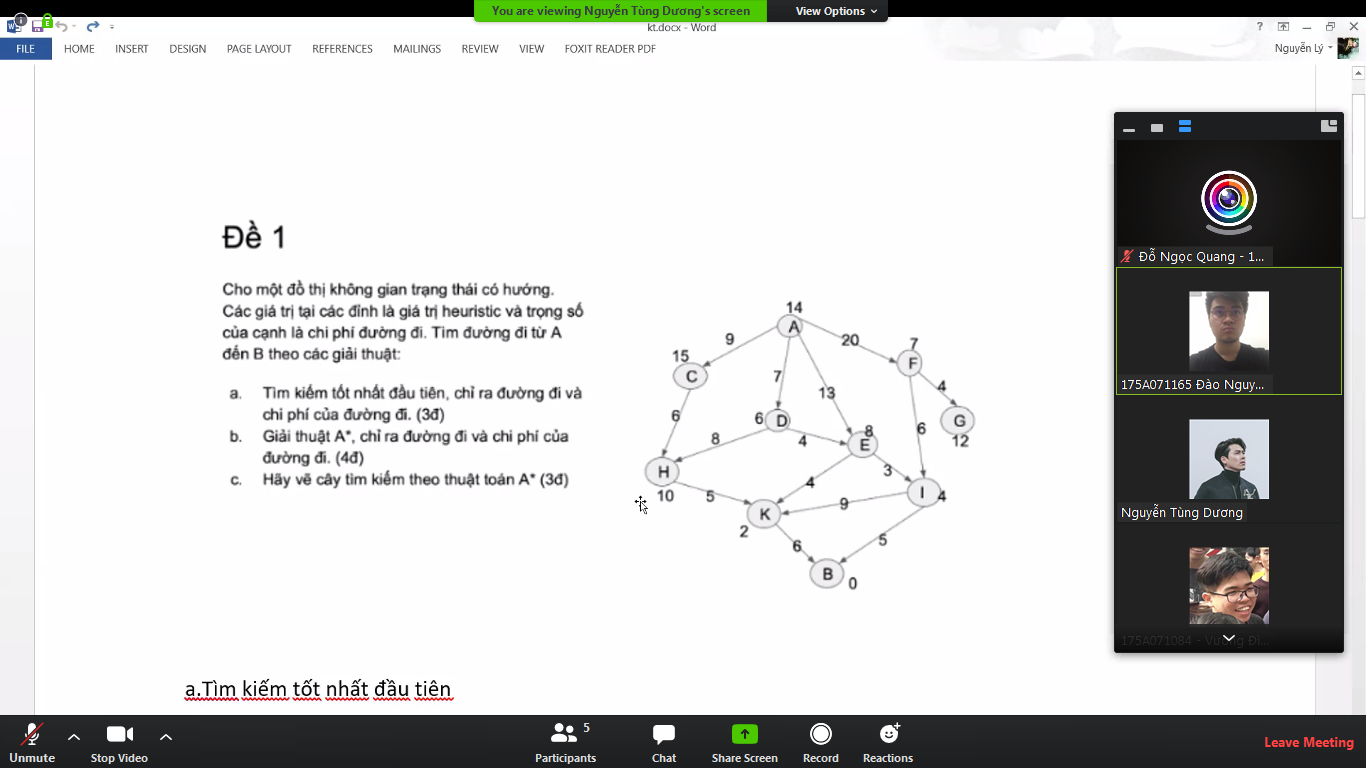 You are viewing Nguyễn Tùng Dương's screen
View Options
kt.docx - Word
FILE
HOME
INSERT
DESIGN
PAGE LAYOUT
REFERENCES
MAILINGS
REVIEW
VIEW
FOXIT READER PDF
Nguyễn Lý
Đề 1
Cho một đồ thị không gian trạng thái có hướng.
Các giá trị tại các đỉnh là giá trị heuristic và trọng số
của cạnh là chi phí đường đi. Tìm đường đi từ A
đến B theo các giải thuật:
a. Tìm kiếm tốt nhất đầu tiên, chỉ ra đường đi và
chi phí của đường đi. (3đ)
b. Giải thuật A*, chỉ ra đường đi và chi phí của
đường đi. (4đ)
c. Hãy vẽ cây tìm kiếm theo thuật toán A* (3đ)
14
A
9
20
7
15
F
C
7
4
13
6
6
D
8
G
8
4
E
6
12
H
3
10
5
4
I
4
K
9
2
6
5
B
0
a.Tìm kiếm tốt nhất đầu tiên
Đỗ Ngọc Quang - 1...
175A071165 Đào Nguy...
Nguyễn Tùng Dương
175A071084 - Vương Đì...
Unmute
Stop Video
Participants
5
Chat
Share Screen
Record
Reactions
Leave Meeting